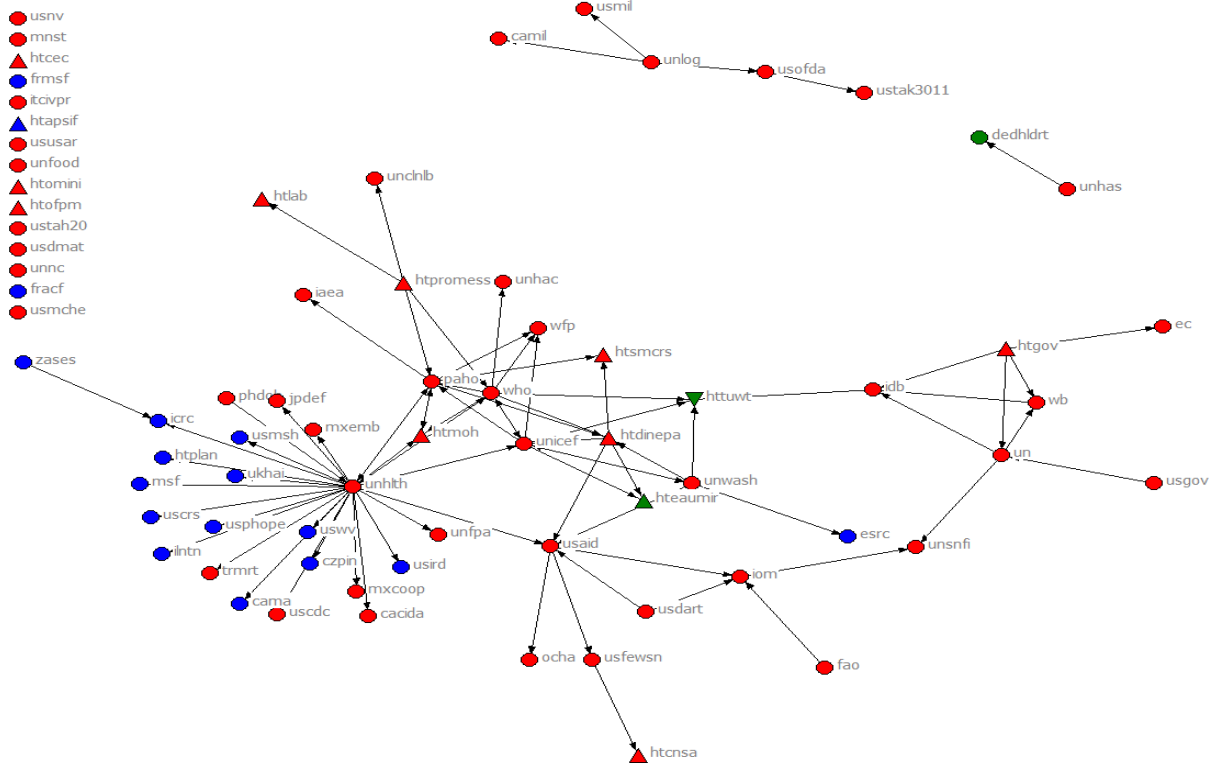 usnv
mnst
htcec
frmsf
itcivpr
htapsif
ususar
unfood
htomini
htofpm
ustah20
usdmat
unnc
fracf
usmche
usmil
camil
unlog
usofda
ustak3011
dedhldrt
unhas
unclnlb
htlab
htpromess
unhac
iaea
wfp
ec
htgov
htsmcrs
zases
paho
who
httuwt
idb
wb
jpdef
icrc
mxemb
usmsh
htmoh
unicef
htdinepa
un
htplan
ukhai
msf
unhlth
unwash
usgov
hteaumir
uscrs
usphope
uswv
unfpa
esrc
usaid
unsnfi
ilntn
czpin
usird
trmrt
iom
mxcoop
cama
uscdc
cacida
usdart
ocha
usfewsn
fao
htcnsa